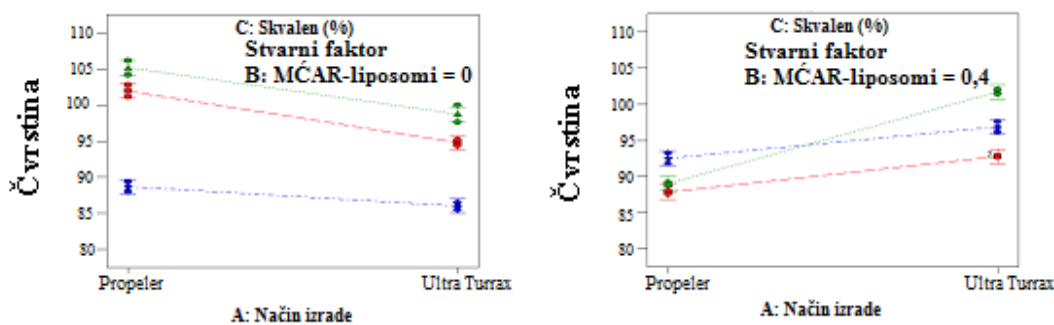 C: Skvalen (%)
Stvarni faktor
B: MĆAR-liposomi = 0
Čvrstina
110
105
100
95
90
85
80
Propeler
Ultra Turrax
A: Način izrade
C: Skvalen (%)
Stvarni faktor
B: MĆAR-liposomi = 0,4
Čvrstina
110
105
100
95
90
85
80
Propeler
Ultra Turrax
A: Način izrade